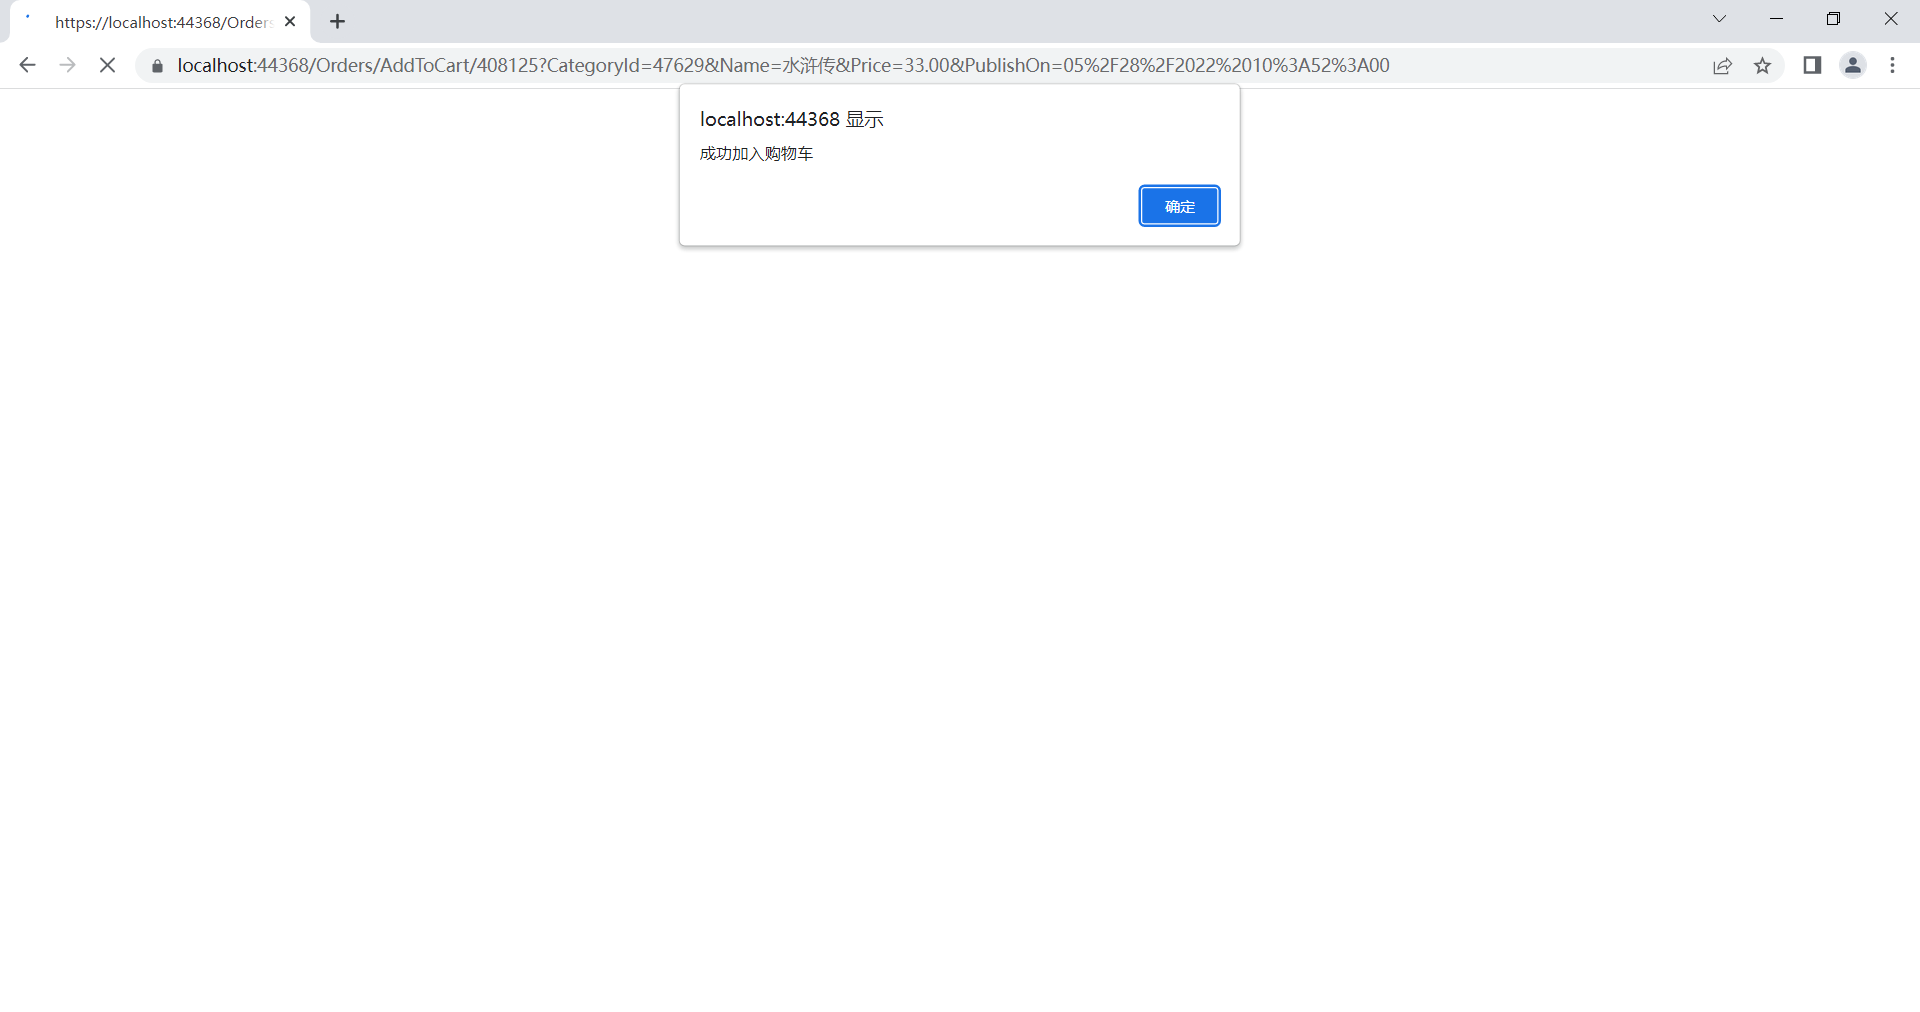 https://localhost:44368/Orders
localhost:44368/Orders/AddToCart/408125?CategoryId=47629&Name=水浒传&Price=33.00&PublishOn=05%2F28%2F2022%2010%3A52%3A00
localhost:44368 显示
成功加入购物车
确定